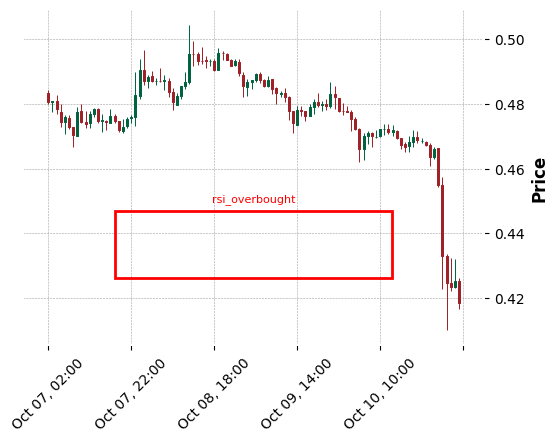 0.50
0.48
0.46
0.44
0.42
Price
rsi_overbought
Oct 07, 02:00
Oct 07, 22:00
Oct 08, 18:00
Oct 09, 14:00
Oct 10, 10:00